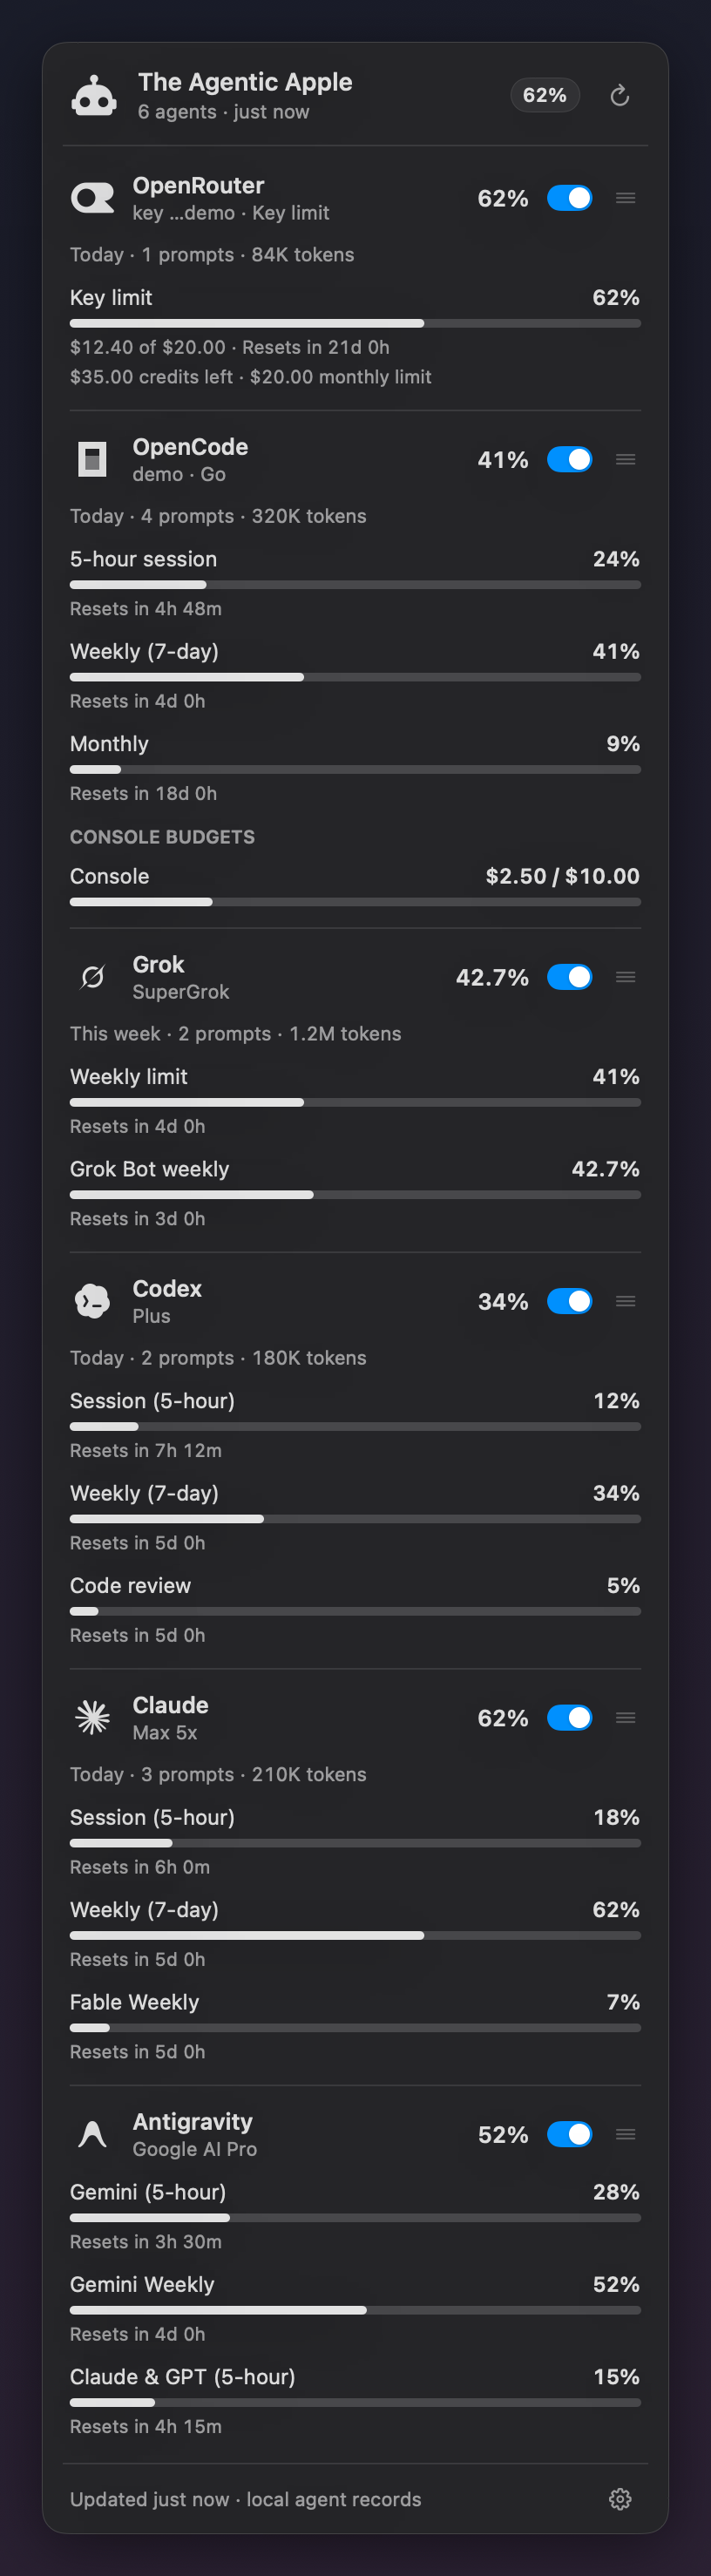 The Agentic Apple
6 agents · just now
62%
OpenRouter
key ...demo · Key limit
62%
Today · 1 prompts · 84K tokens
Key limit
62%
$12.40 of $20.00 · Resets in 21d 0h
$35.00 credits left · $20.00 monthly limit
OpenCode
demo · Go
41%
Today · 4 prompts · 320K tokens
5-hour session
24%
Resets in 4h 48m
Weekly (7-day)
41%
Resets in 4d 0h
Monthly
9%
Resets in 18d 0h
CONSOLE BUDGETS
Console
$2.50 / $10.00
Grok
SuperGrok
42.7%
This week · 2 prompts · 1.2M tokens
Weekly limit
41%
Resets in 4d 0h
Grok Bot weekly
42.7%
Resets in 3d 0h
Codex
Plus
34%
Today · 2 prompts · 180K tokens
Session (5-hour)
12%
Resets in 7h 12m
Weekly (7-day)
34%
Resets in 5d 0h
Code review
5%
Resets in 5d 0h
Claude
Max 5x
62%
Today · 3 prompts · 210K tokens
Session (5-hour)
18%
Resets in 6h 0m
Weekly (7-day)
62%
Resets in 5d 0h
Fable Weekly
7%
Resets in 5d 0h
Antigravity
Google AI Pro
52%
Gemini (5-hour)
28%
Resets in 3h 30m
Gemini Weekly
52%
Resets in 4d 0h
Claude & GPT (5-hour)
15%
Resets in 4h 15m
Updated just now · local agent records